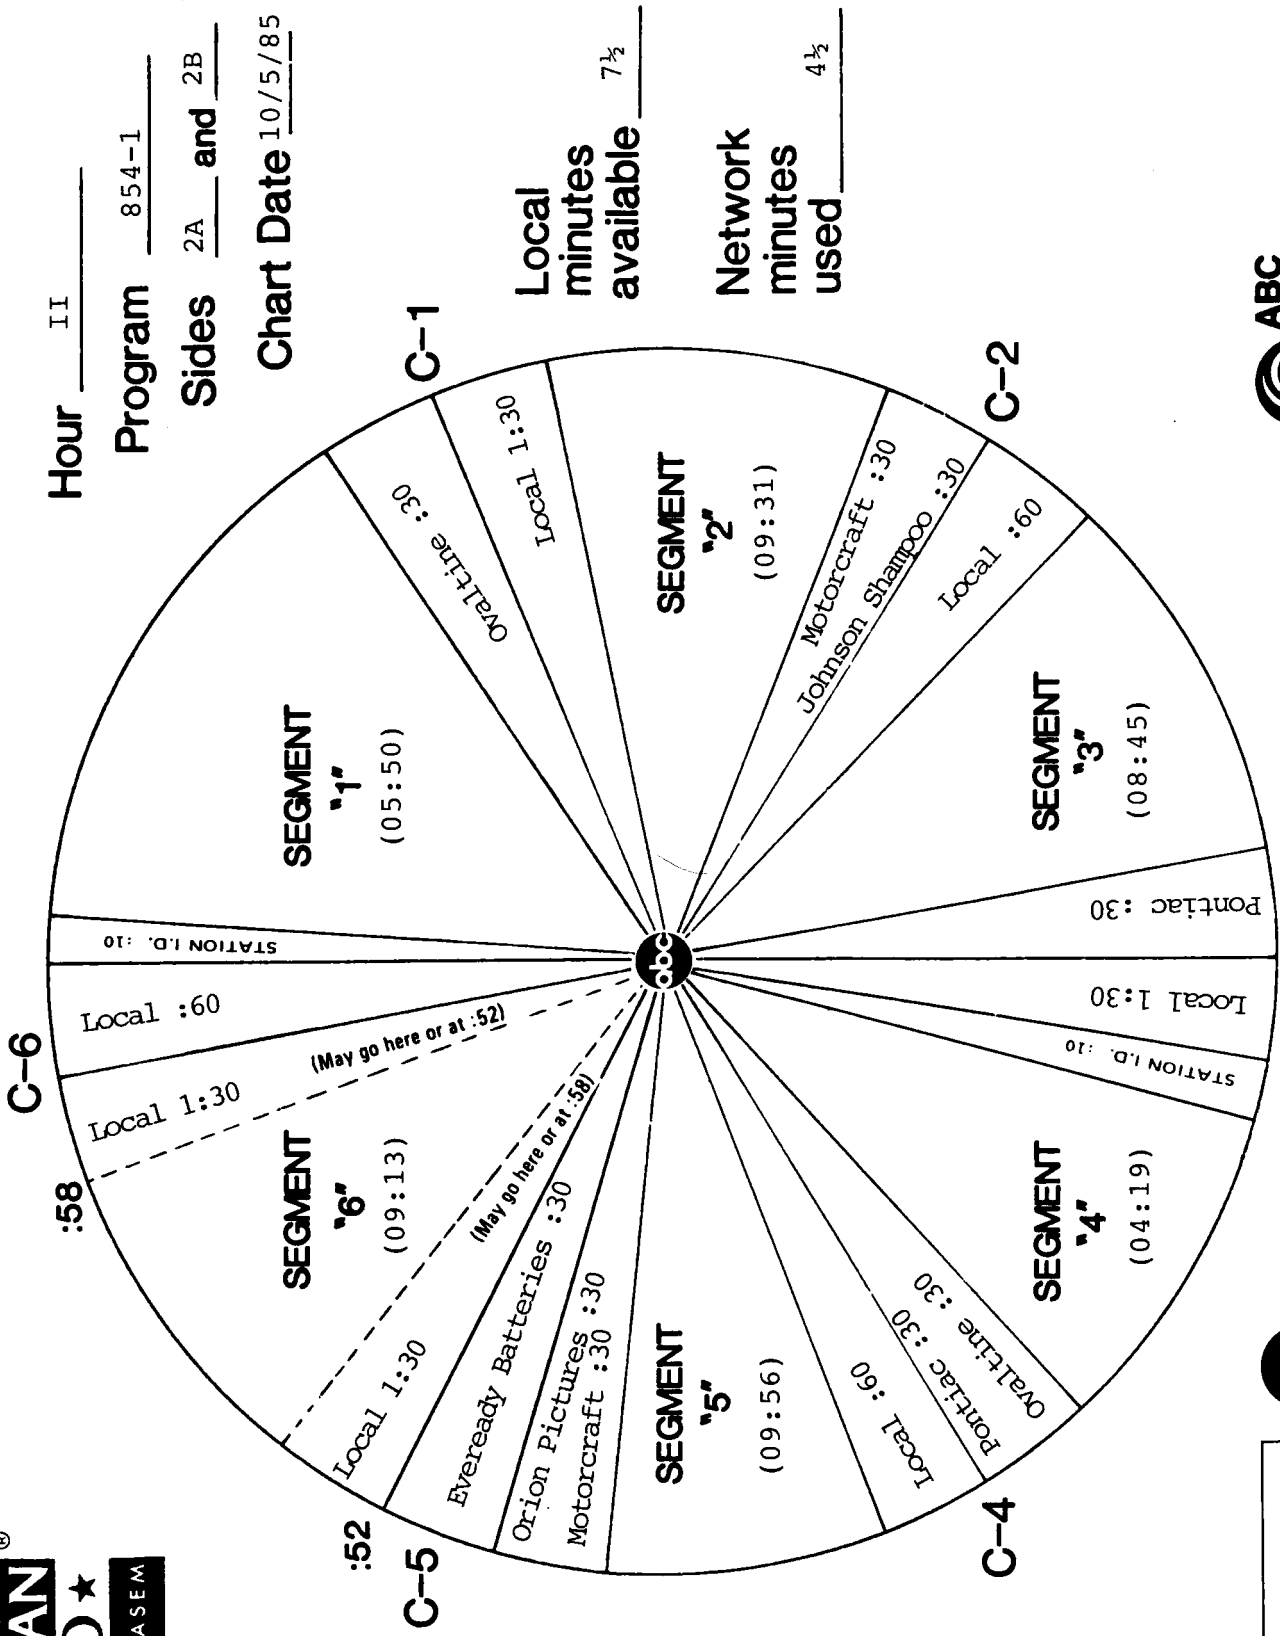 Hour II
Program 854-1
Sides 2A and 2B
Chart Date 10/5/85
Local
minutes
available 7½
Network
minutes
used 4½
ABC
STATION I.D. :10
SEGMENT
"1"
(05:50)
Ovaltine :30
C-1
Local 1:30
SEGMENT
"2"
(09:31)
Motorcraft :30
Johnson Shampoo :30
C-2
Local :60
SEGMENT
"3"
(08:45)
Pontiac :30
Local 1:30
STATION I.D. :10
SEGMENT
"4"
(04:19)
Ovaltine :30
Pontiac :30
C-4
Local :60
SEGMENT
"5"
(09:56)
Motorcraft :30
Orion Pictures :30
Eveready Batteries :30
C-5
:52
Local 1:30
(May go here or at :58)
SEGMENT
"6"
(09:13)
:58
(May go here or at :52)
Local 1:30
C-6
Local :60
abc
AN
®
ASEM